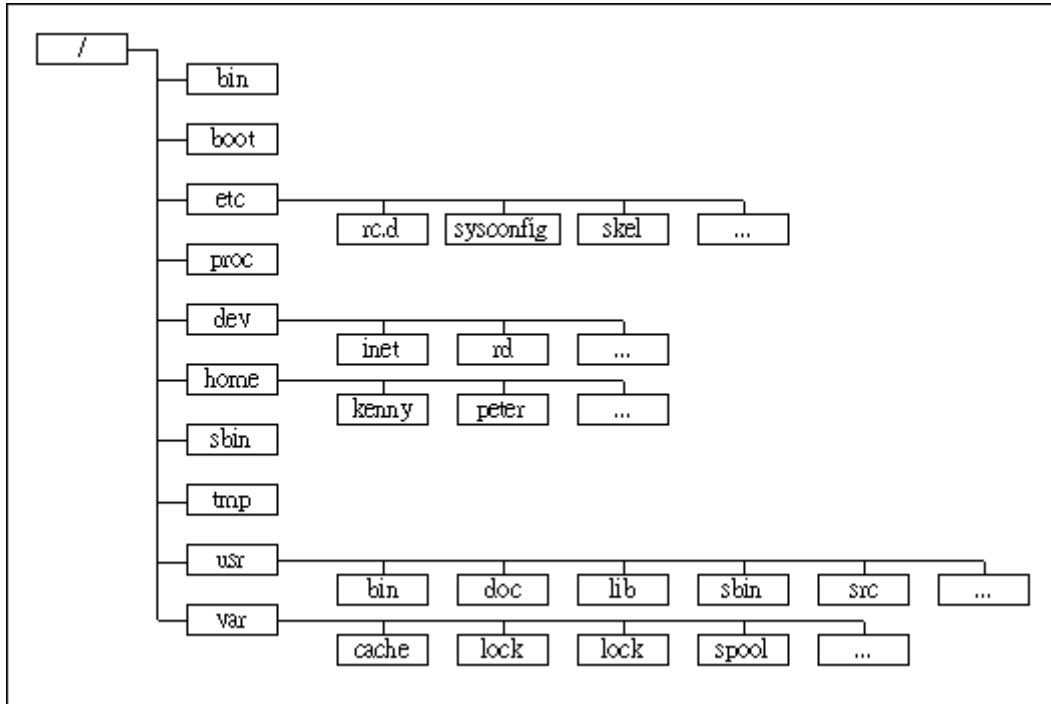 /
bin
boot
etc
rc.d sysconfig skel ...
proc
dev
inet rd ...
home
kenny peter ...
sbin
tmp
usr
bin doc lib sbin src ...
var
cache lock lock spool ...